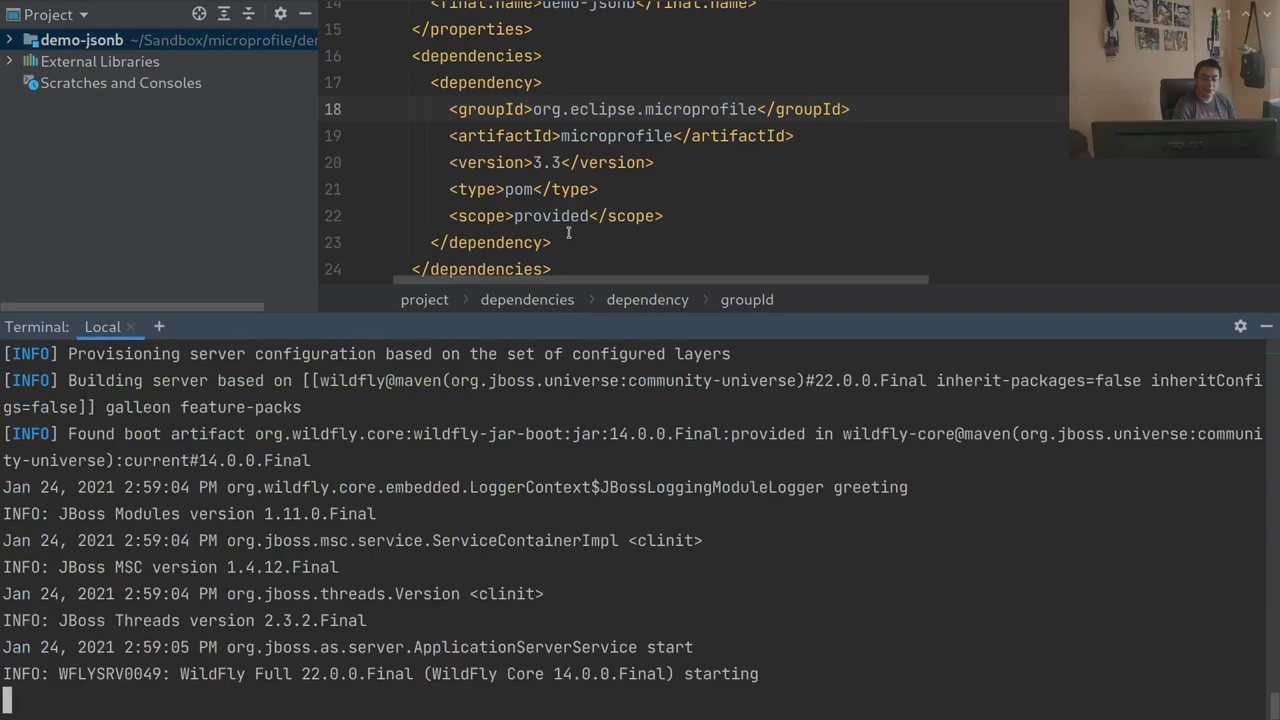 Project
demo-jsonb ~/Sandbox/microprofile/der
External Libraries
Scratches and Consoles
14 <final.name>demo-jsonb</final.name>
15 </properties>
16 <dependencies>
17 <dependency>
18 <groupId>org.eclipse.microprofile</groupId>
19 <artifactId>microprofile</artifactId>
20 <version>3.3</version>
21 <type>pom</type>
22 <scope>provided</scope>
23 </dependency>
24 </dependencies>
1
project > dependencies > dependency > groupId
Terminal: Local × +
[INFO] Provisioning server configuration based on the set of configured layers
[INFO] Building server based on [[wildfly@maven(org.jboss.universe:community-universe)#22.0.0.Final inherit-packages=false inheritConfi
gs=false]] galleon feature-packs
[INFO] Found boot artifact org.wildfly.core:wildfly-jar-boot:jar:14.0.0.Final:provided in wildfly-core@maven(org.jboss.universe:communi
ty-universe):current#14.0.0.Final
Jan 24, 2021 2:59:04 PM org.wildfly.core.embedded.LoggerContext$JBossLoggingModuleLogger greeting
INFO: JBoss Modules version 1.11.0.Final
Jan 24, 2021 2:59:04 PM org.jboss.msc.service.ServiceContainerImpl <clinit>
INFO: JBoss MSC version 1.4.12.Final
Jan 24, 2021 2:59:04 PM org.jboss.threads.Version <clinit>
INFO: JBoss Threads version 2.3.2.Final
Jan 24, 2021 2:59:05 PM org.jboss.as.server.ApplicationServerService start
INFO: WFLYSRV0049: WildFly Full 22.0.0.Final (WildFly Core 14.0.0.Final) starting